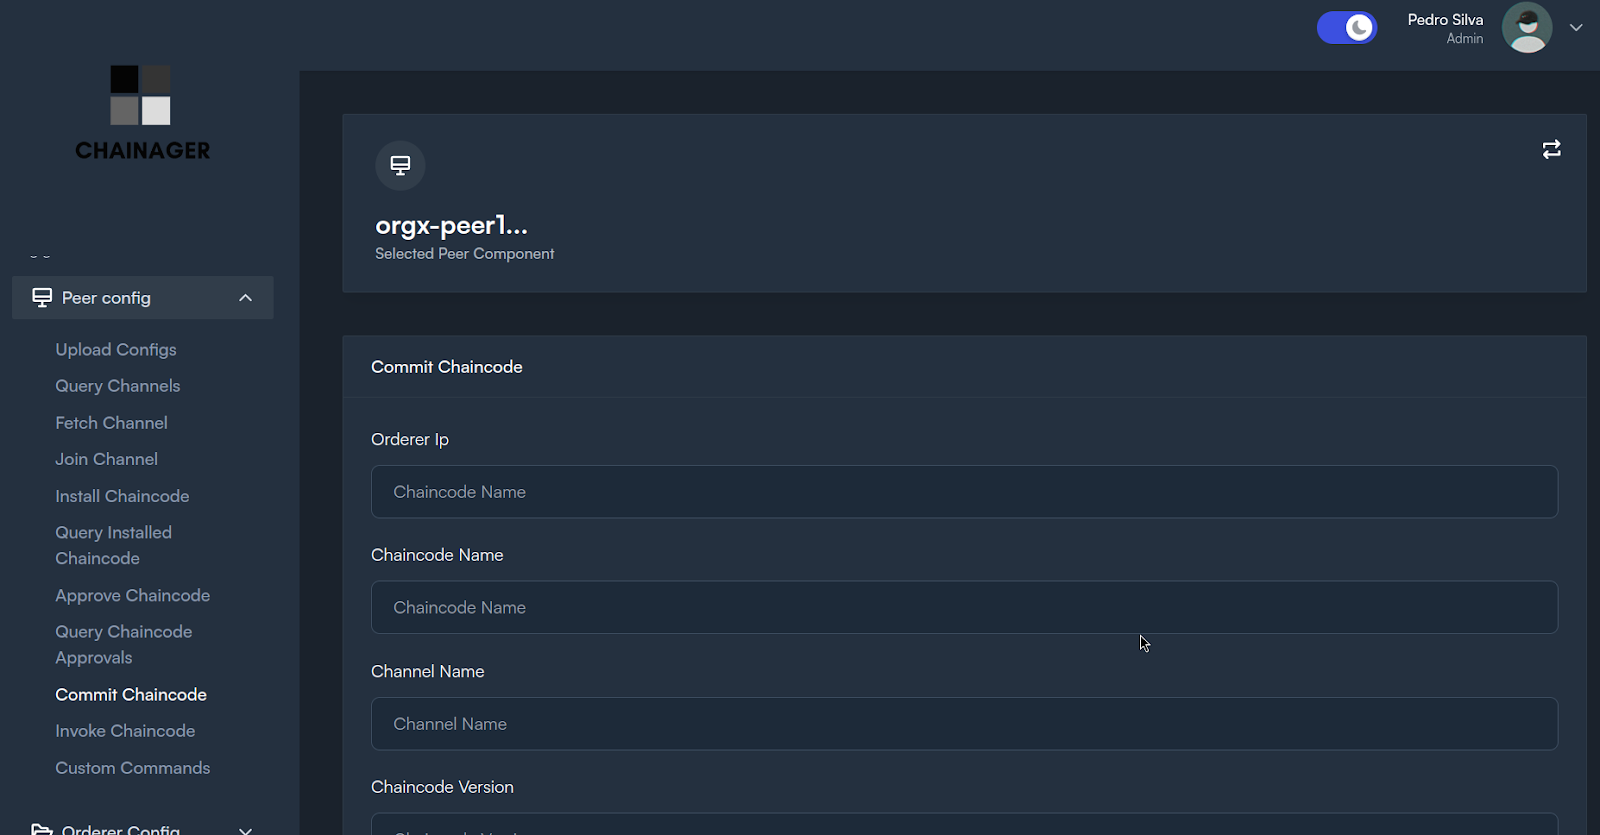 Pedro Silva
Admin
CHAINAGER
orgx-peer1...
Selected Peer Component
Peer config
Upload Configs
Query Channels
Fetch Channel
Join Channel
Install Chaincode
Query Installed
Chaincode
Approve Chaincode
Query Chaincode
Approvals
Commit Chaincode
Invoke Chaincode
Custom Commands
Orderer Config
Commit Chaincode
Orderer Ip
Chaincode Name
Chaincode Name
Chaincode Name
Channel Name
Channel Name
Chaincode Version